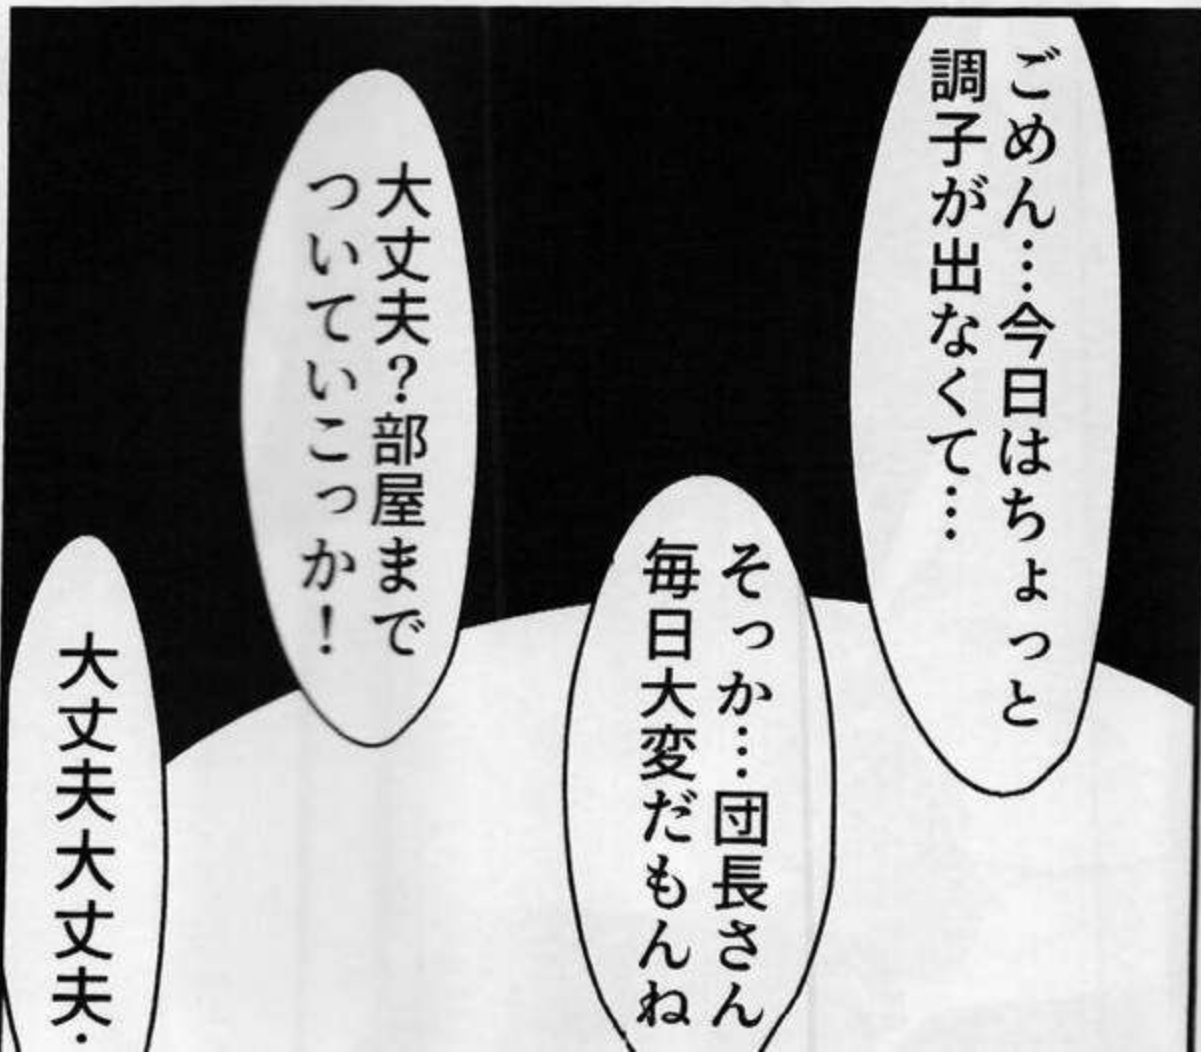 ごめん…今日はちょっと
調子が出なくて…
そっか…団長さん
毎日大変だもんね
大丈夫？部屋まで
ついていこっか！
大丈夫大丈夫・